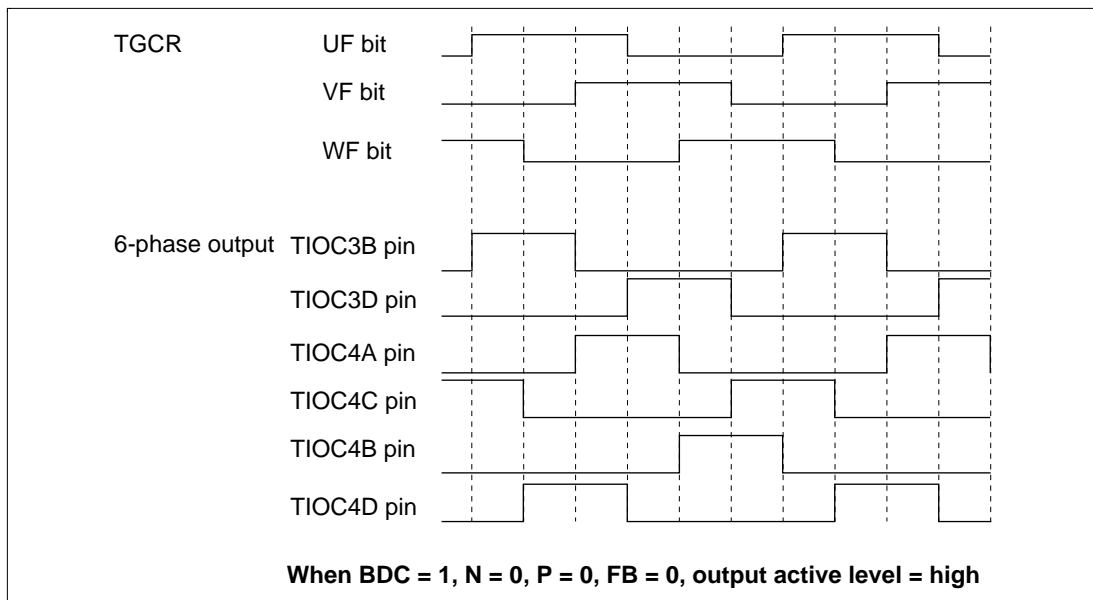 TGCR UF bit
VF bit
WF bit
6-phase output TIOC3B pin
TIOC3D pin
TIOC4A pin
TIOC4C pin
TIOC4B pin
TIOC4D pin
When BDC = 1, N = 0, P = 0, FB = 0, output active level = high